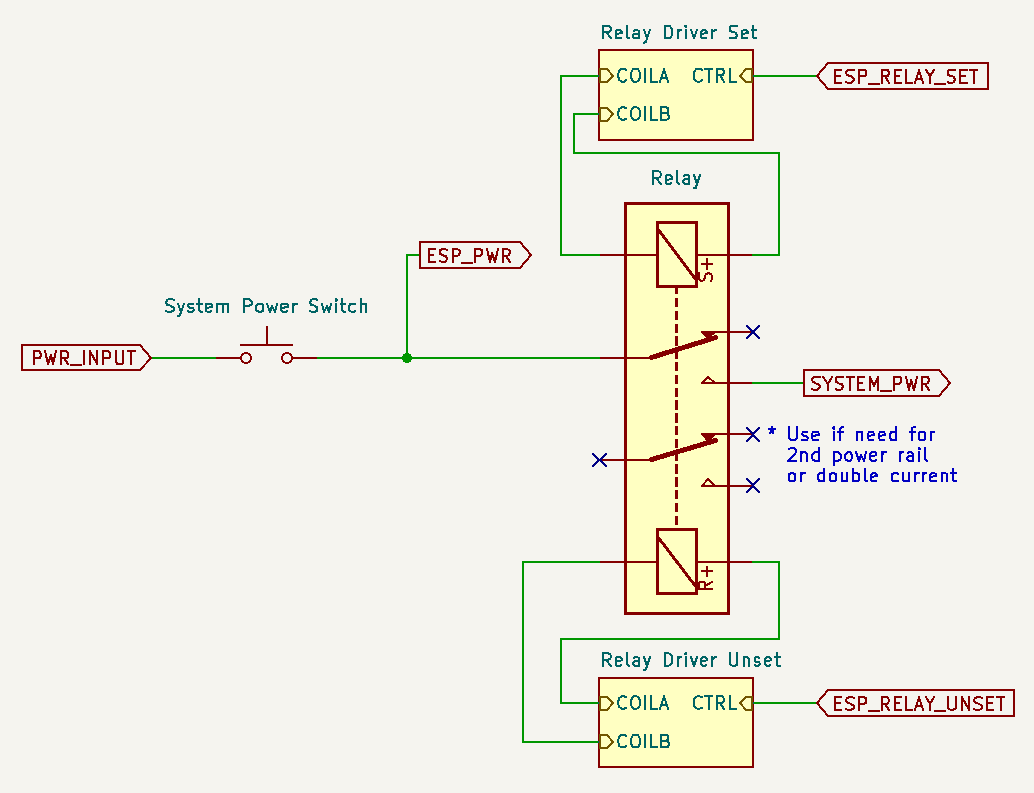 Relay Driver Set
COILA CTRL
ESP_RELAY_SET
COILB
Relay
S+
ESP_PWR
System Power Switch
PWR_INPUT
SYSTEM_PWR
* Use if need for
2nd power rail
or double current
R+
Relay Driver Unset
COILA CTRL
ESP_RELAY_UNSET
COILB